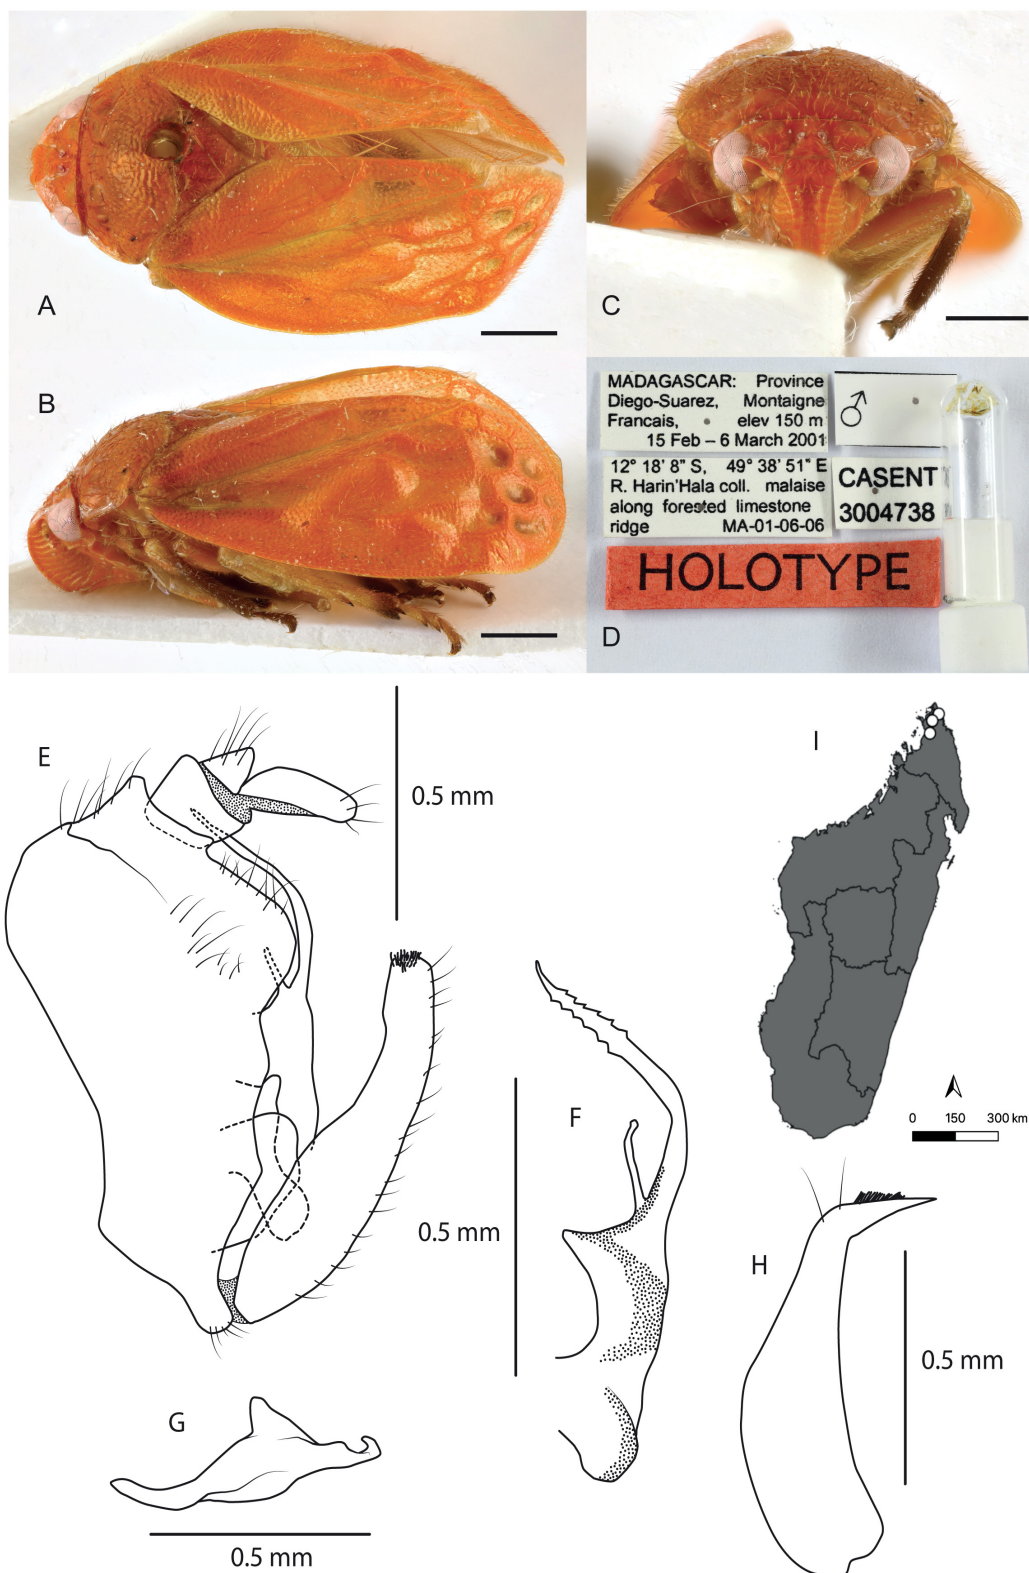 A
B
C
MADAGASCAR: Province
Diego-Suarez, Montaigne
Francais, elev 150 m
15 Feb – 6 March 2001
♂
12° 18' 8" S, 49° 38' 51" E
R. Harin'Hala coll. malaise
along forested limestone
ridge MA-01-06-06
CASENT
3004738
HOLOTYPE
D
E
0.5 mm
I
0 150 300 km
F
0.5 mm
H
0.5 mm
G
0.5 mm